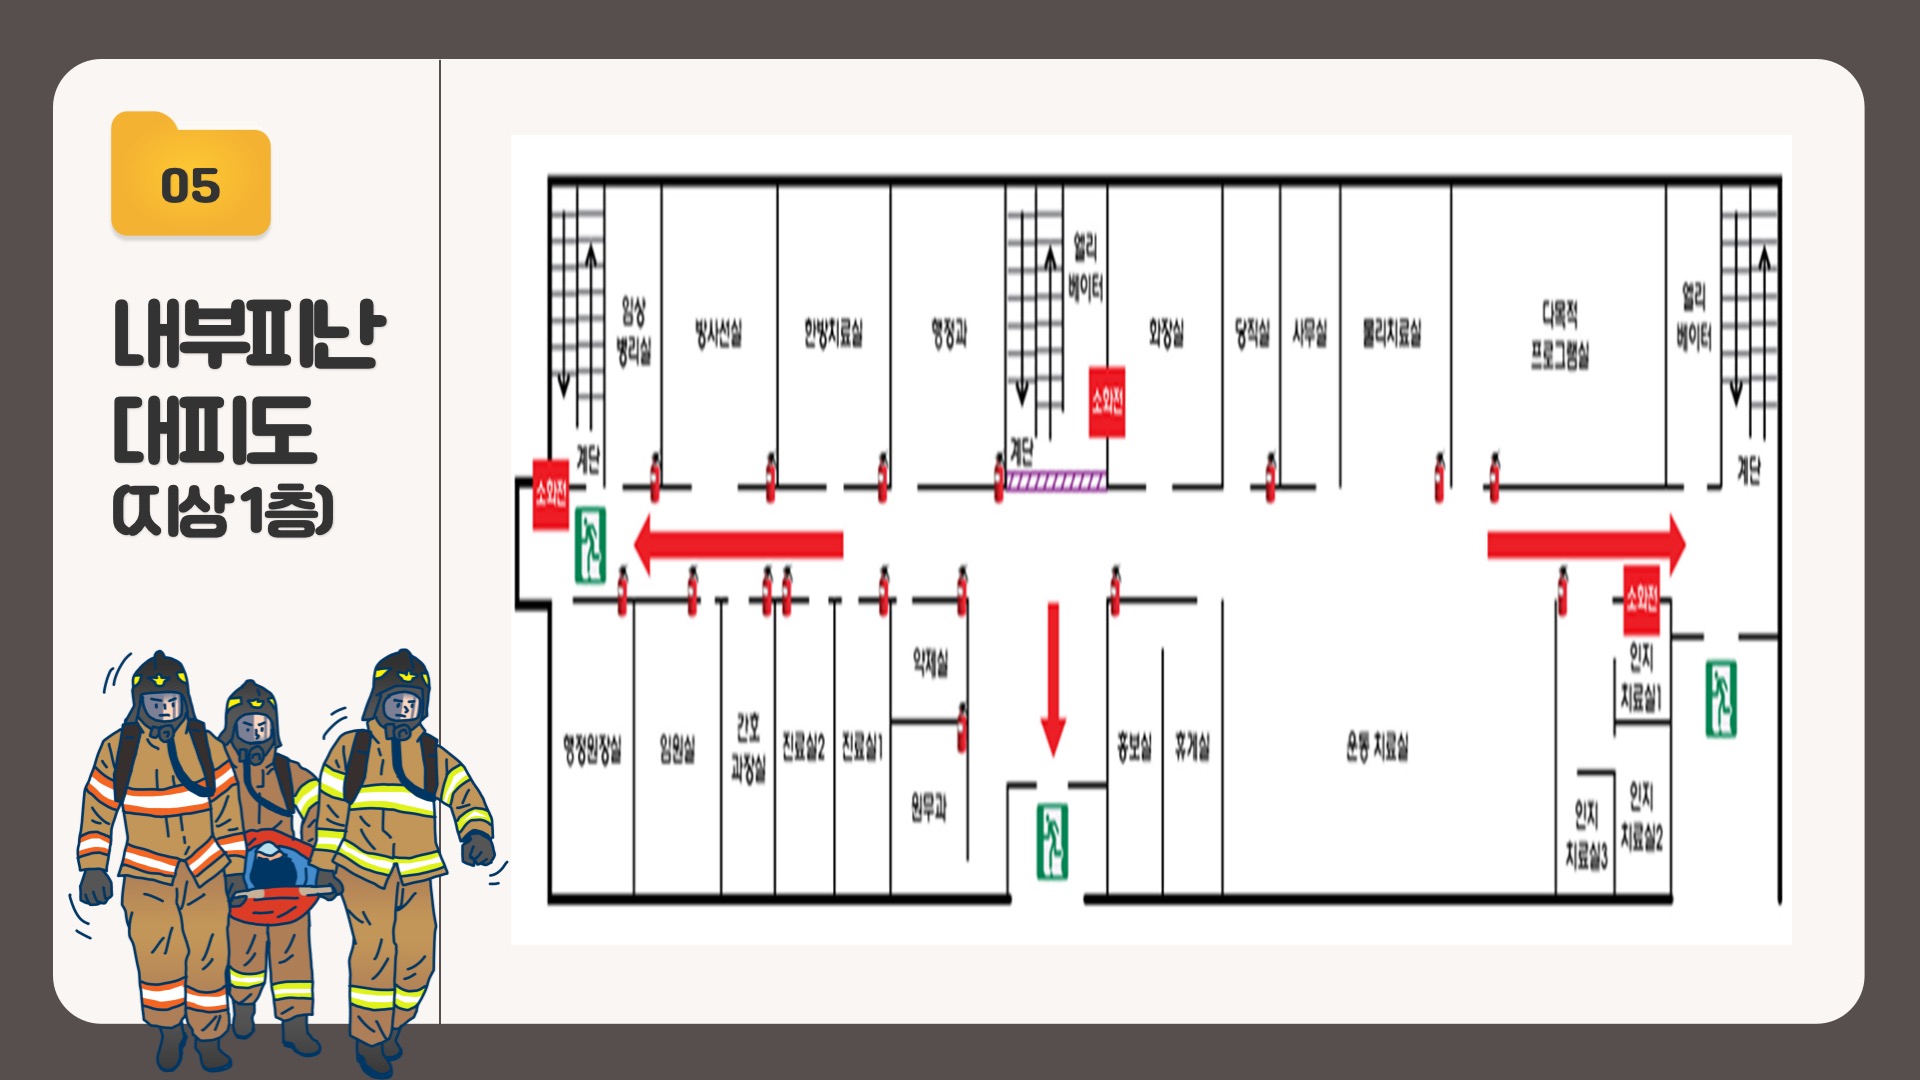 05
내부피난
대피도
(지상 1층)
임상
병리실
방사선실
한방치료실
행정과
엘리
베이터
화장실
당직실
사무실
물리치료실
다목적
프로그램실
엘리
베이터
소화전
계단
계단
계단
소화전
소화전
행정원장실
임원실
간호
과장실
진료실2
진료실1
약제실
원무과
홍보실
휴게실
운동 치료실
인지
치료실1
인지
치료실2
인지
치료실3